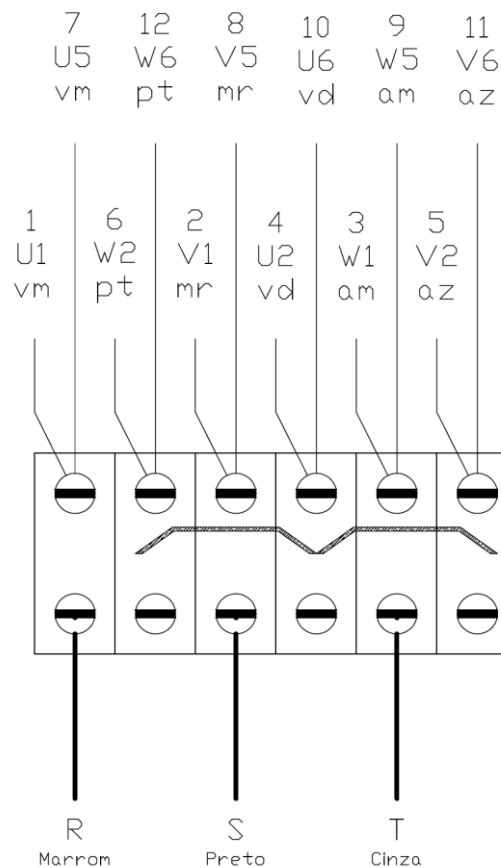 7 12 8 10 9 11
U5 W6 V5 U6 W5 V6
vm pt mr vd am az
1 6 2 4 3 5
U1 W2 V1 U2 W1 V2
vm pt mr vd am az
R S T
Marrom Preto Cinza